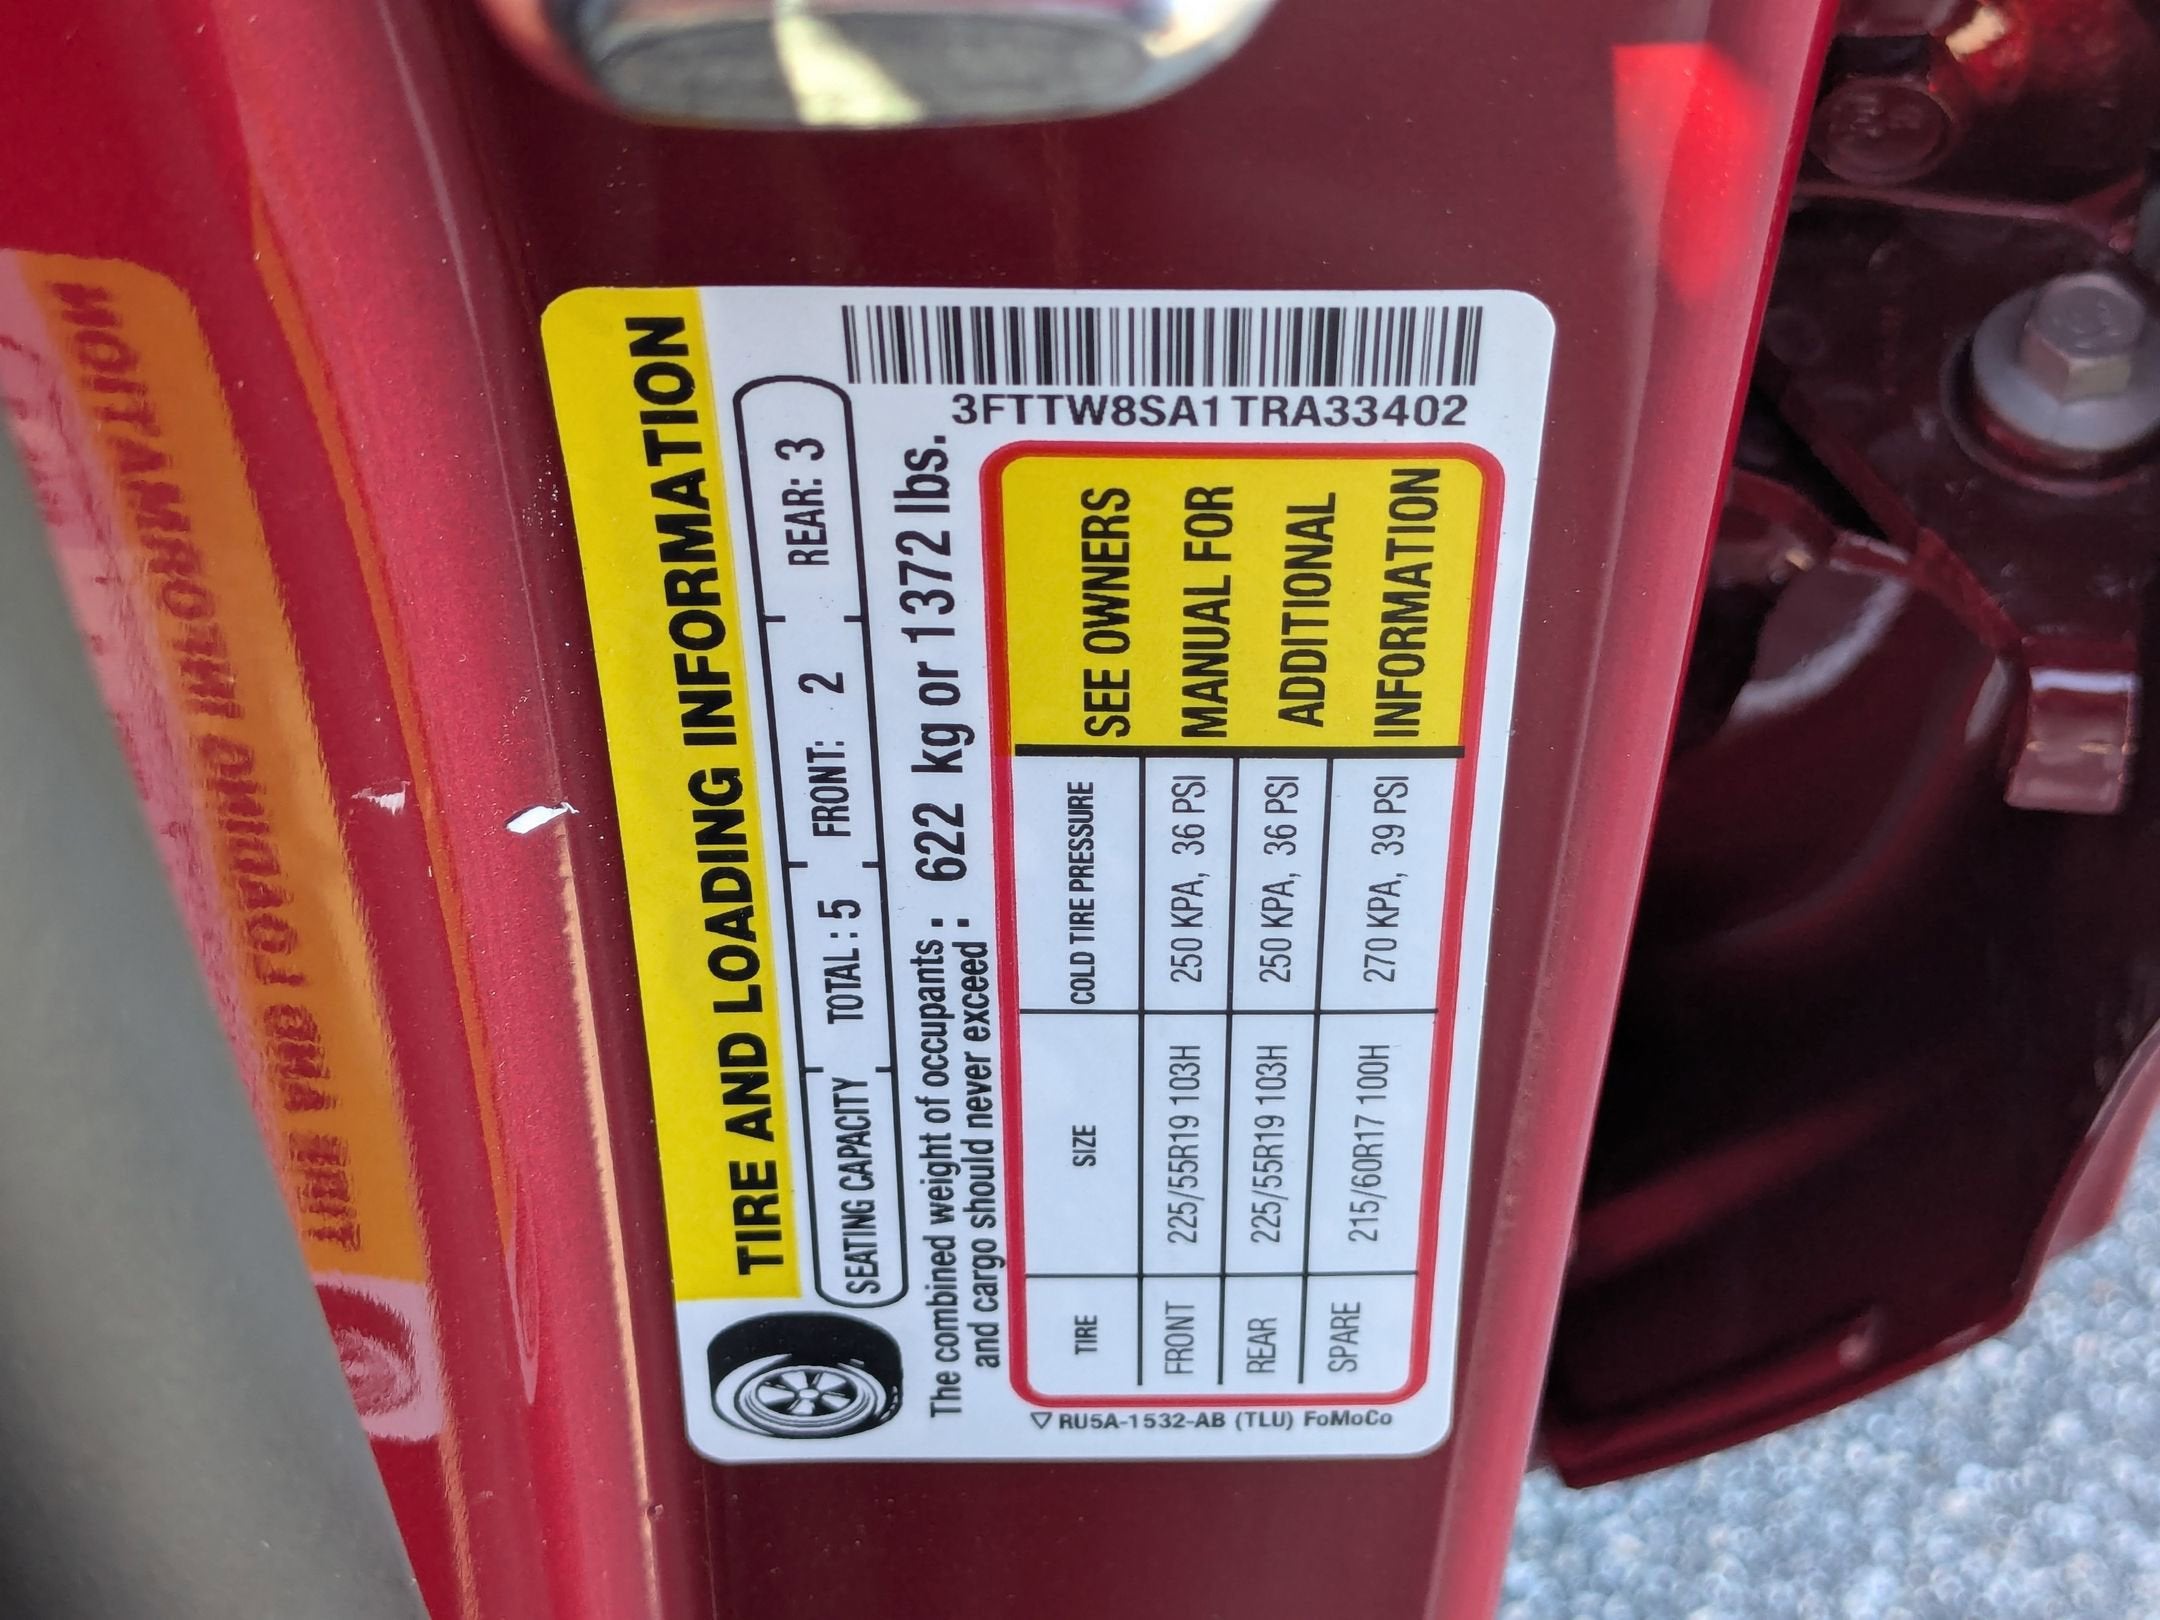 TIRE AND LOADING INFORMATION
SEATING CAPACITY TOTAL : 5 FRONT: 2 REAR: 3
The combined weight of occupants
and cargo should never exceed : 622 kg or 1372 lbs.
3FTTW8SA1TRA33402
TIRE SIZE COLD TIRE PRESSURE
FRONT 225/55R19 103H 250 KPA, 36 PSI
REAR 225/55R19 103H 250 KPA, 36 PSI
SPARE 215/60R17 100H 270 KPA, 39 PSI
SEE OWNERS
MANUAL FOR
ADDITIONAL
INFORMATION
▽ RU5A-1532-AB (TLU) FoMoCo